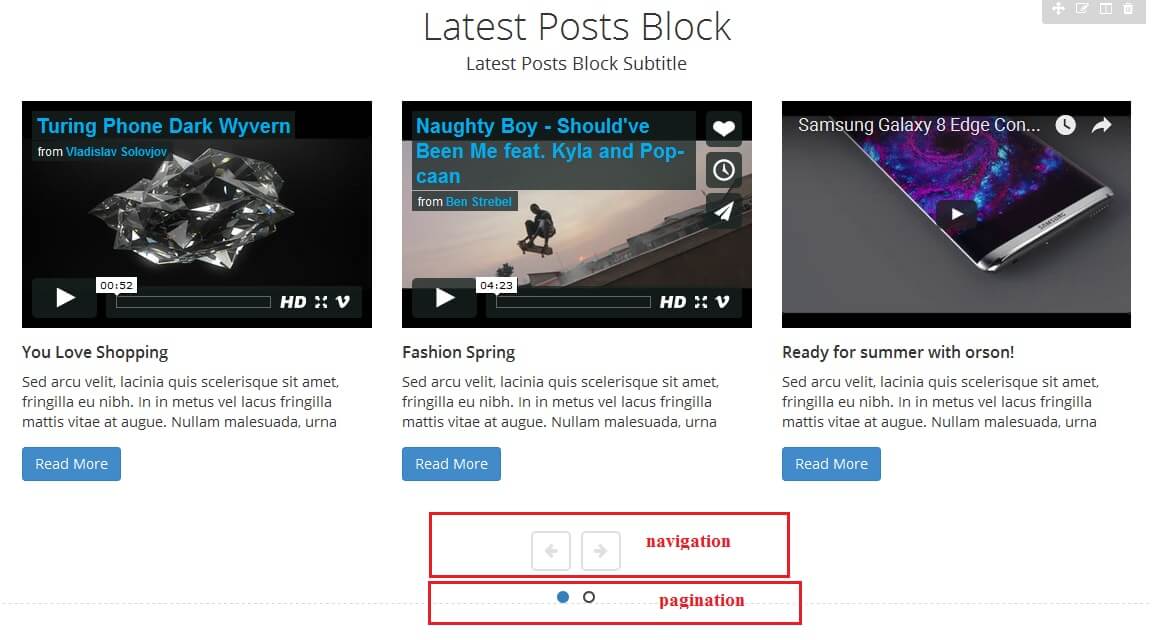 Latest Posts Block
Latest Posts Block Subtitle
Turing Phone Dark Wyvern
from Vladislav Solovjov
00:52
HD
Naughty Boy - Should've
Been Me feat. Kyla and Pop-
caan
from Ben Strebel
04:23
HD
Samsung Galaxy 8 Edge Con...
SAMSUNG
You Love Shopping
Sed arcu velit, lacinia quis scelerisque sit amet,
fringilla eu nibh. In in metus vel lacus fringilla
mattis vitae at augue. Nullam malesuada, urna
Read More
Fashion Spring
Sed arcu velit, lacinia quis scelerisque sit amet,
fringilla eu nibh. In in metus vel lacus fringilla
mattis vitae at augue. Nullam malesuada, urna
Read More
Ready for summer with orson!
Sed arcu velit, lacinia quis scelerisque sit amet,
fringilla eu nibh. In in metus vel lacus fringilla
mattis vitae at augue. Nullam malesuada, urna
Read More
navigation
pagination